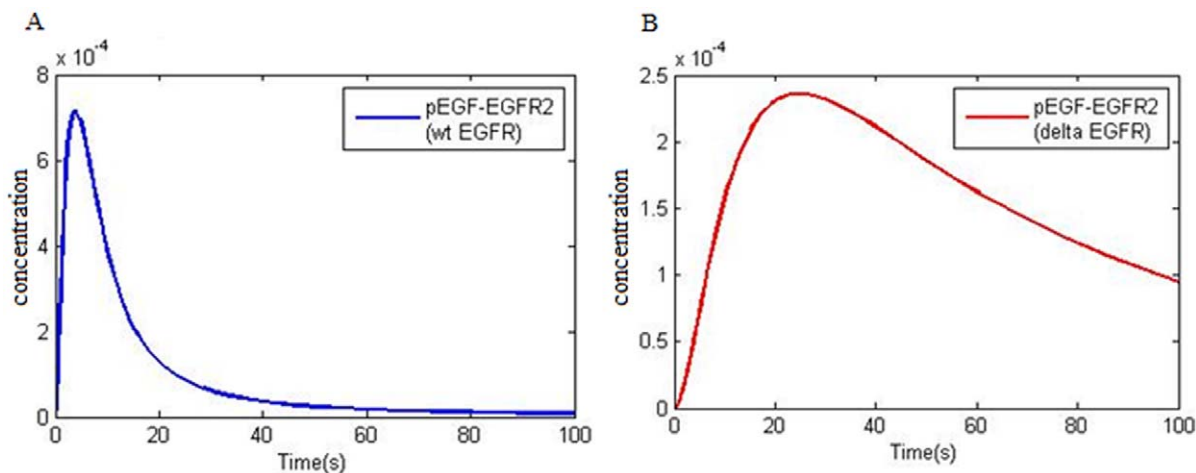 A
x 10⁻⁴
8
6
4
2
0
concentration
pEGF-EGFR2
(wt EGFR)
0 20 40 60 80 100
Time(s)
B
x 10⁻⁴
2.5
2
1.5
1
0.5
0
concentration
pEGF-EGFR2
(delta EGFR)
0 20 40 60 80 100
Time(s)